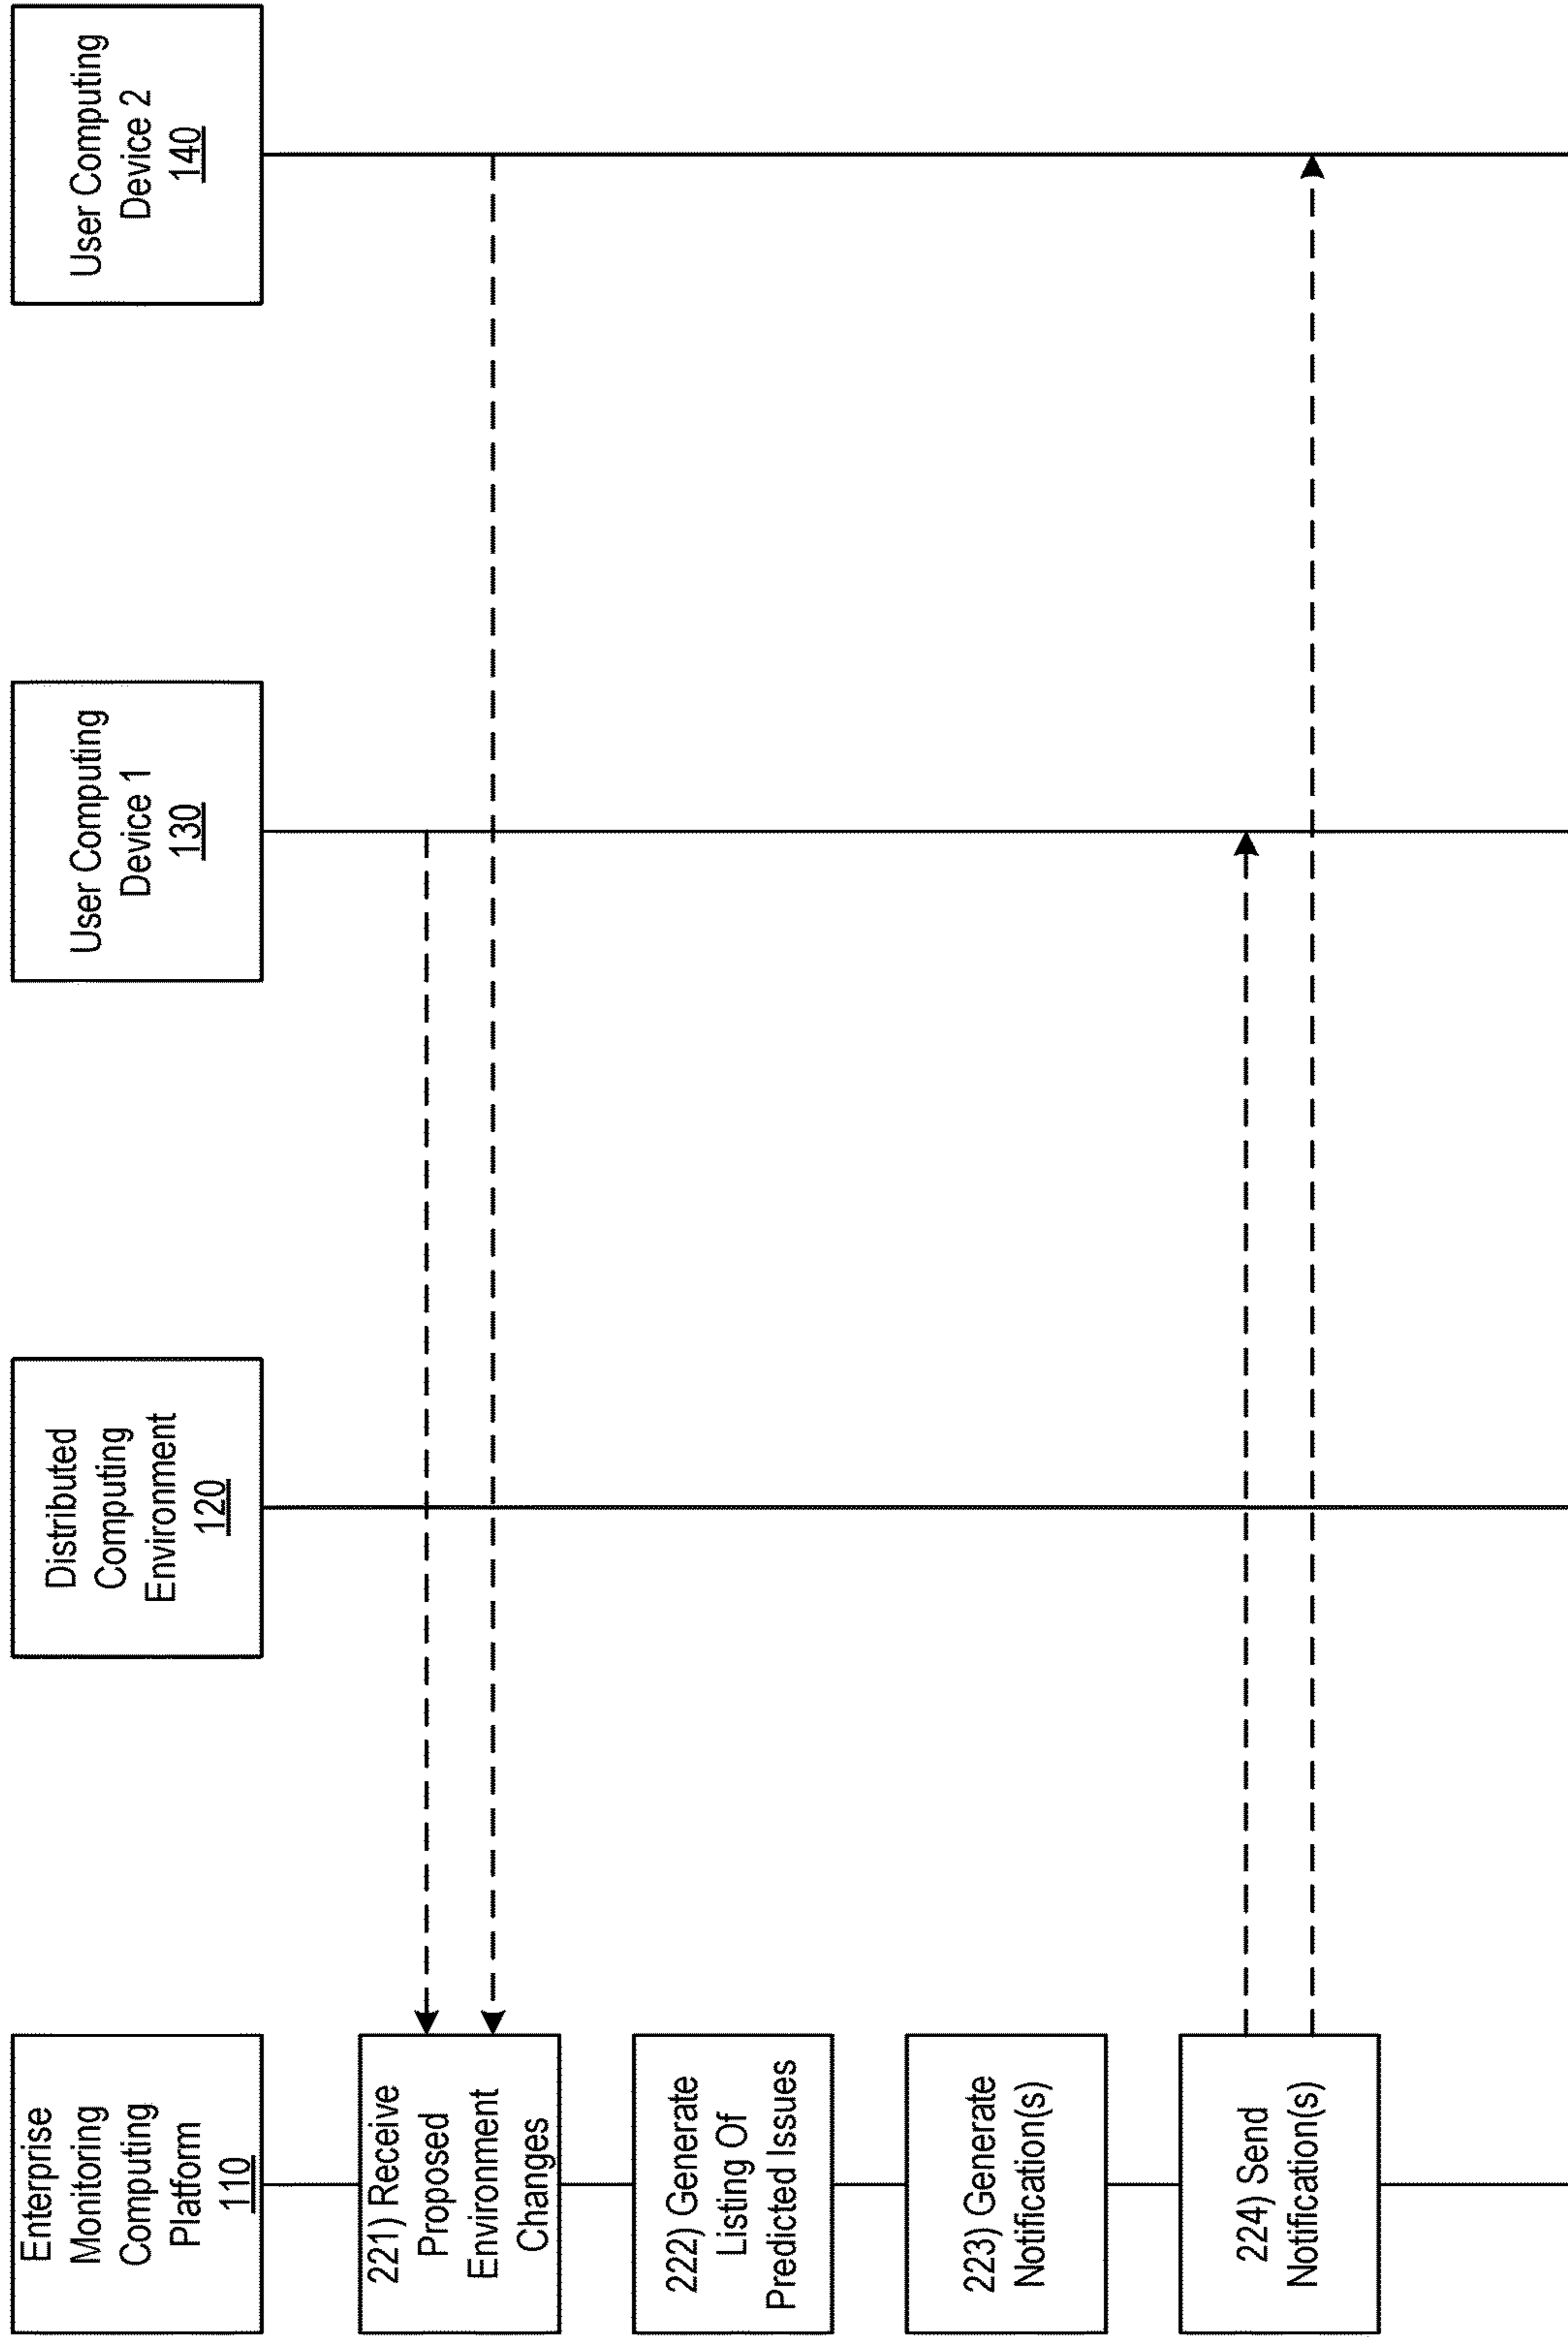 Enterprise
Monitoring
Computing
Platform
110
Distributed
Computing
Environment
120
User Computing
Device 1
130
User Computing
Device 2
140
221) Receive
Proposed
Environment
Changes
222) Generate
Listing Of
Predicted Issues
223) Generate
Notification(s)
224) Send
Notification(s)